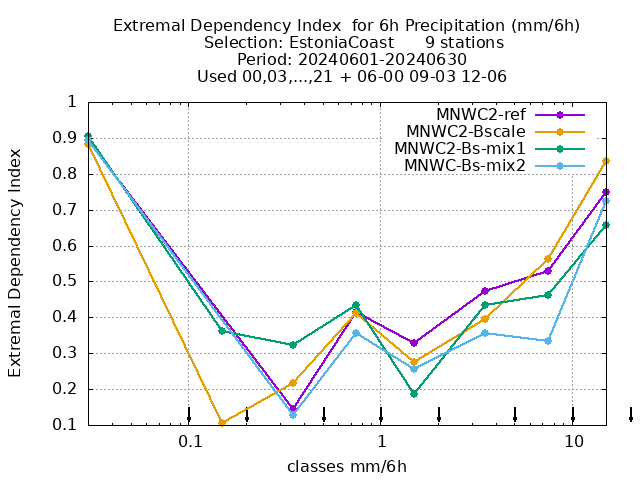 Extremal Dependency Index  for 6h Precipitation (mm/6h)
Selection: EstoniaCoast      9 stations
Period: 20240601-20240630
Used 00,03,...,21 + 06-00 09-03 12-06
MNWC2-ref
MNWC2-Bscale
MNWC2-Bs-mix1
MNWC-Bs-mix2
Extremal Dependency Index
1
0.9
0.8
0.7
0.6
0.5
0.4
0.3
0.2
0.1
0.1 1 10
classes mm/6h